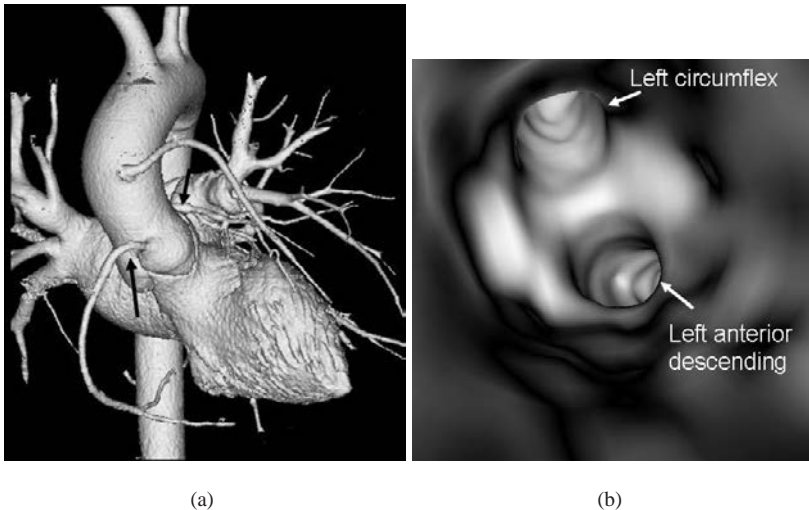 Left circumflex
Left anterior
descending
(a)
(b)